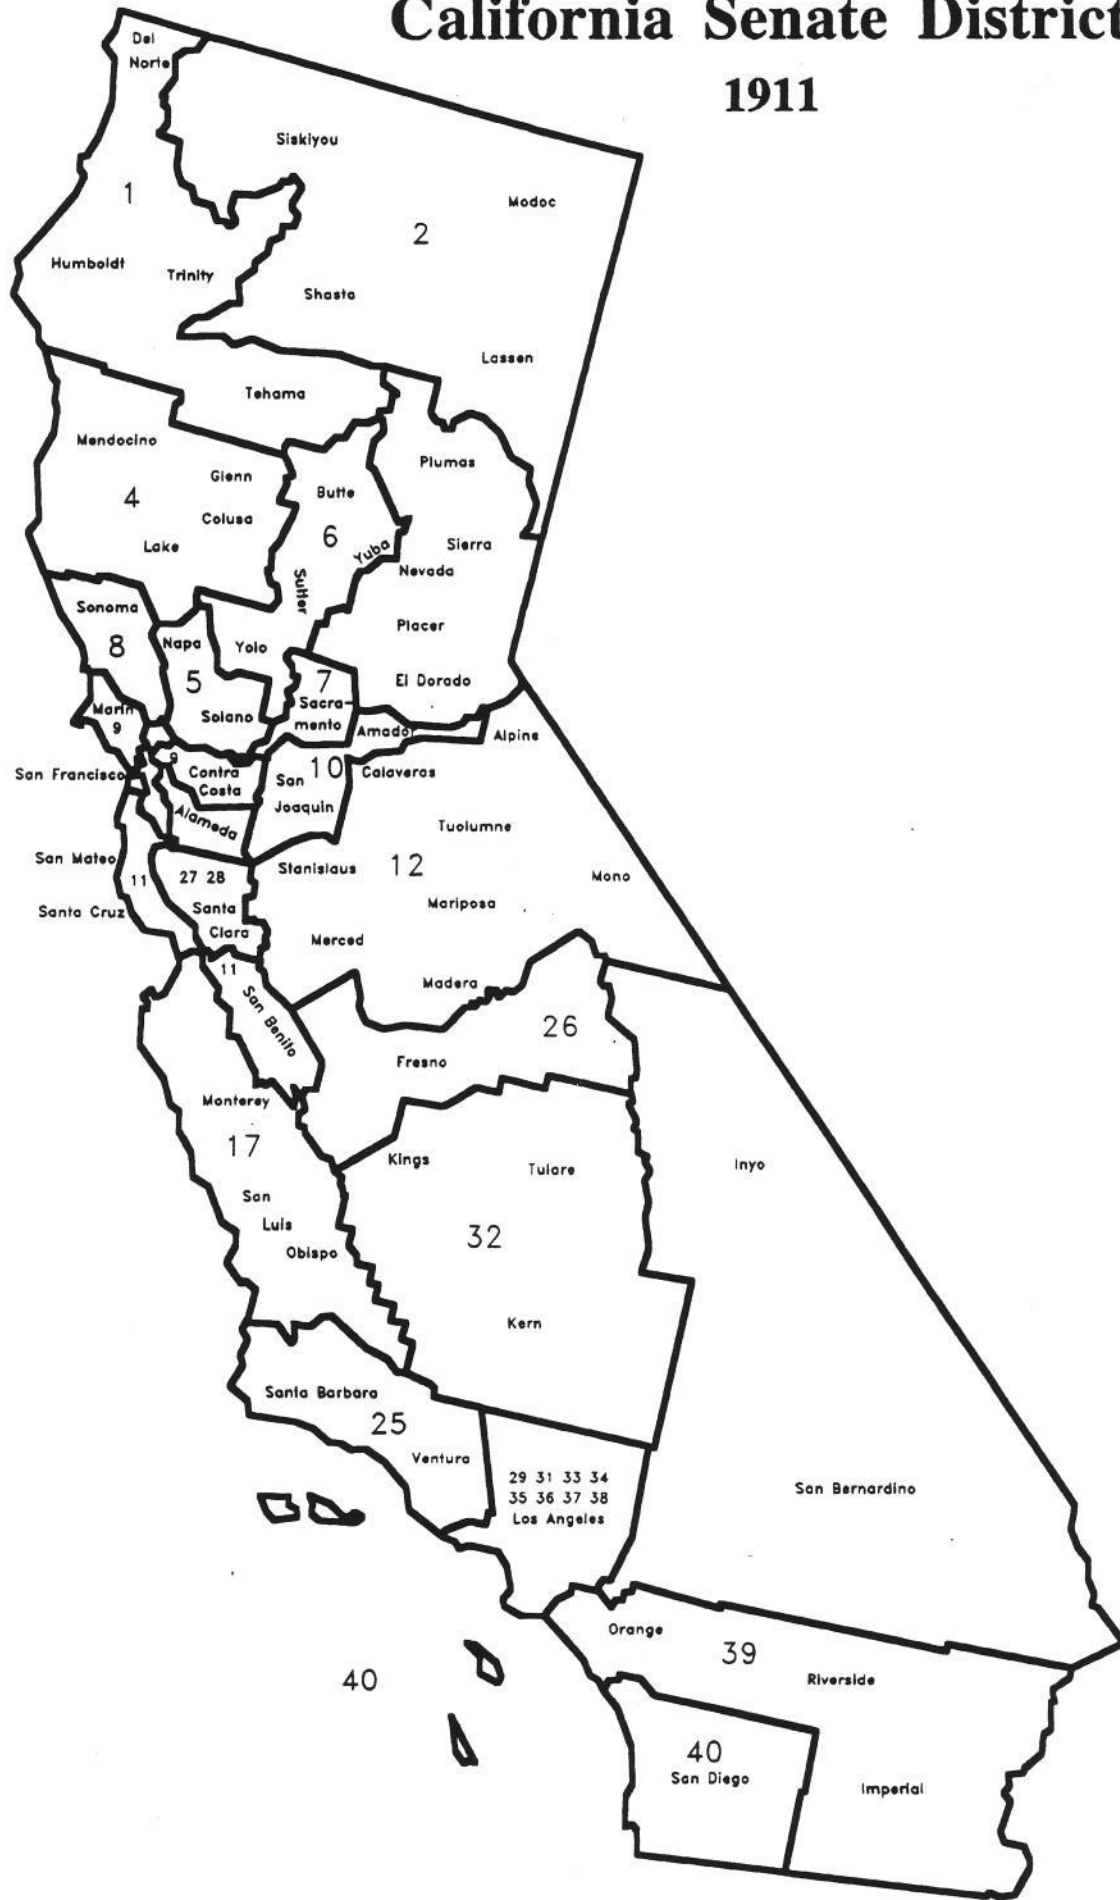 California Senate District
1911
Del
Norte
Siskiyou
1
Modoc
2
Humboldt
Trinity
Shasta
Lassen
Tehama
Mendocino
Plumas
Glenn
4
Butte
Colusa
6
Lake
Yuba
Sierra
Nevada
Sutter
Sonoma
8
Napa
Yolo
Placer
5
7
El Dorado
Marin
9
Solano
Sacra-
mento
Amador
Alpine
San Francisco
9
Contra
Costa
San
Joaquin
10
Calaveras
Alameda
Tuolumne
San Mateo
11
27 28
Santa
Clara
Stanislaus
12
Mono
Santa Cruz
Mariposa
Merced
11
San Benito
Madera
26
Fresno
Monterey
17
Kings
Tulare
Inyo
San
Luis
Obispo
32
Kern
Santa Barbara
25
Ventura
29 31 33 34
35 36 37 38
Los Angeles
San Bernardino
Orange
39
Riverside
40
40
San Diego
Imperial